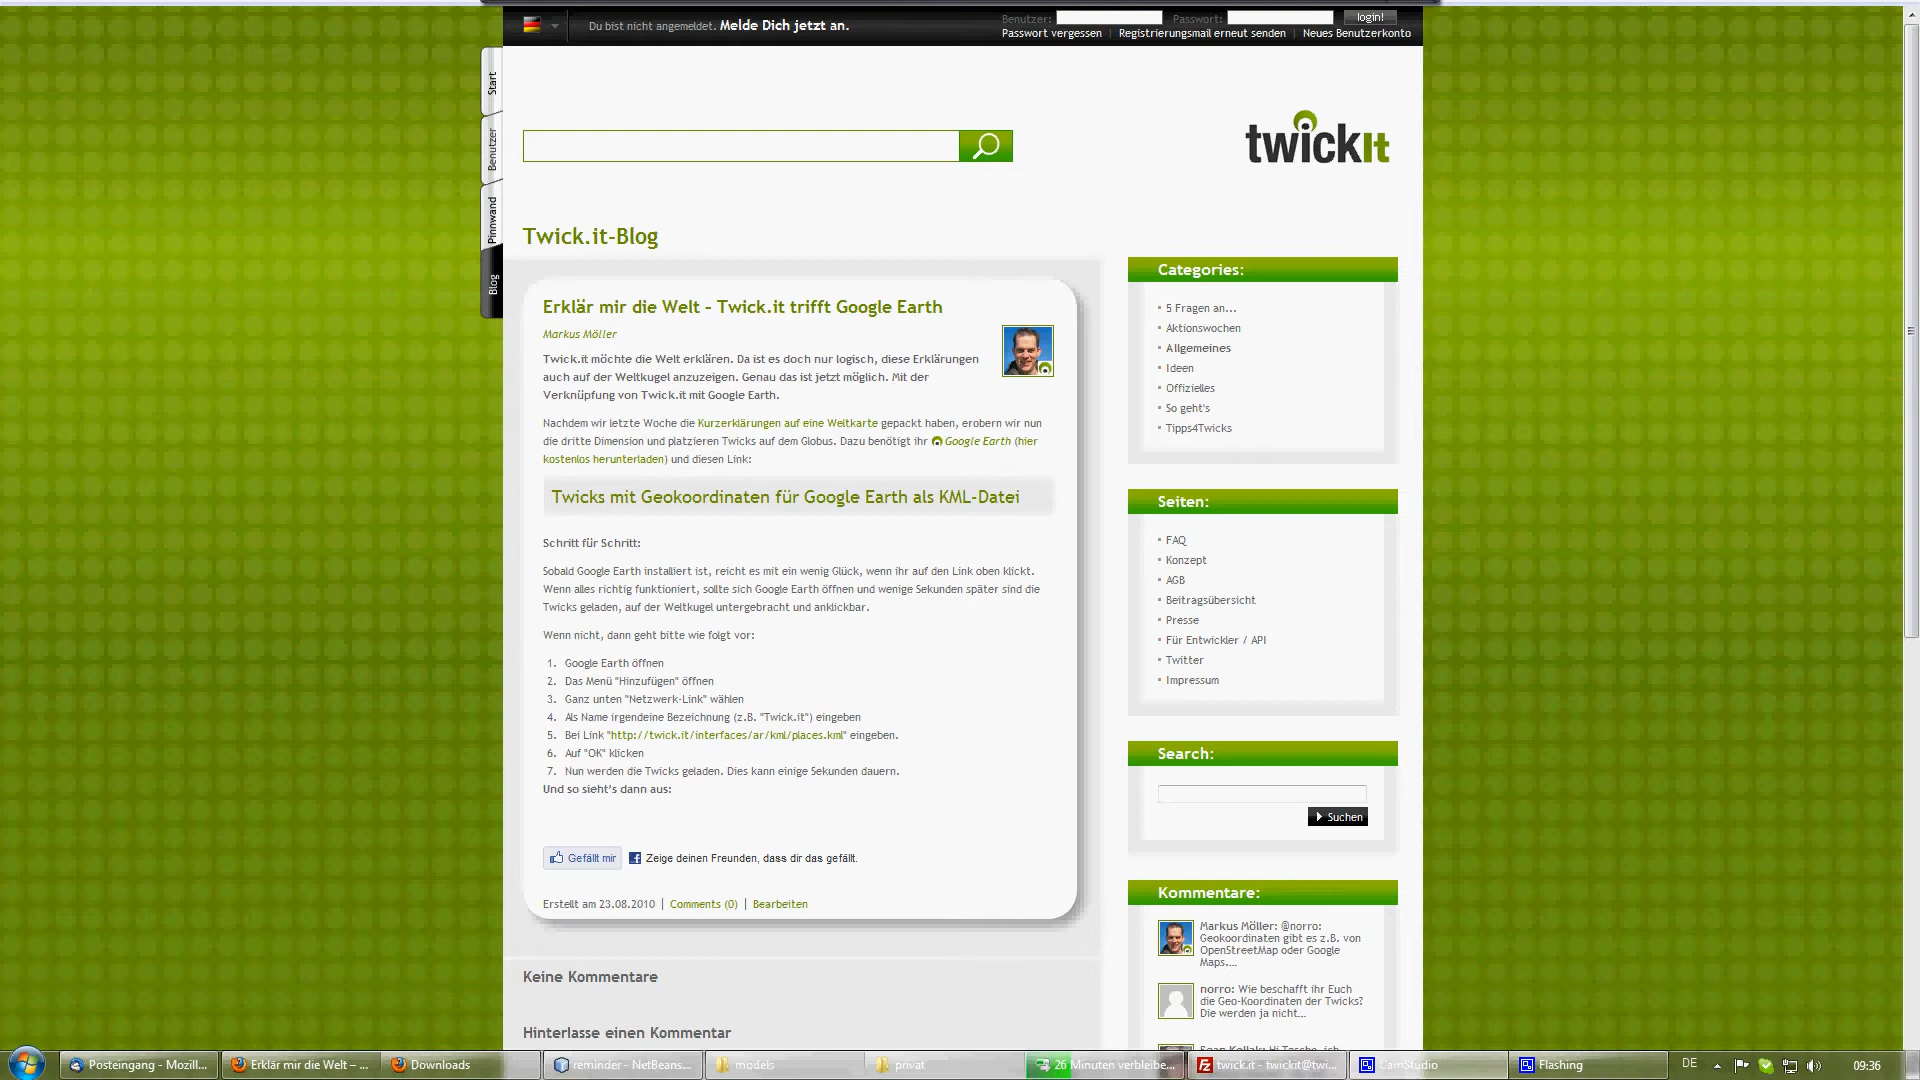 Du bist nicht angemeldet. Melde Dich jetzt an.
Benutzer: Passwort: login!
Passwort vergessen | Registrierungsmail erneut senden | Neues Benutzerkonto
Start
Benutzer
Pinnwand
Blog
twickit
Twick.it-Blog
Erklär mir die Welt – Twick.it trifft Google Earth
Markus Möller
Twick.it möchte die Welt erklären. Da ist es doch nur logisch, diese Erklärungen
auch auf der Weltkugel anzuzeigen. Genau das ist jetzt möglich. Mit der
Verknüpfung von Twick.it mit Google Earth.
Nachdem wir letzte Woche die Kurzerklärungen auf eine Weltkarte gepackt haben, erobern wir nun
die dritte Dimension und platzieren Twicks auf dem Globus. Dazu benötigt ihr Google Earth (hier
kostenlos herunterladen) und diesen Link:
Twicks mit Geokoordinaten für Google Earth als KML-Datei
Schritt für Schritt:
Sobald Google Earth installiert ist, reicht es mit ein wenig Glück, wenn ihr auf den Link oben klickt.
Wenn alles richtig funktioniert, sollte sich Google Earth öffnen und wenige Sekunden später sind die
Twicks geladen, auf der Weltkugel untergebracht und anklickbar.
Wenn nicht, dann geht bitte wie folgt vor:
1. Google Earth öffnen
2. Das Menü "Hinzufügen" öffnen
3. Ganz unten "Netzwerk-Link" wählen
4. Als Name irgendeine Bezeichnung (z.B. "Twick.it") eingeben
5. Bei Link "http://twick.it/interfaces/ar/kml/places.kml" eingeben.
6. Auf "OK" klicken
7. Nun werden die Twicks geladen. Dies kann einige Sekunden dauern.
Und so sieht's dann aus:
Gefällt mir Zeige deinen Freunden, dass dir das gefällt.
Erstellt am 23.08.2010 | Comments (0) | Bearbeiten
Keine Kommentare
Hinterlasse einen Kommentar
Categories:
5 Fragen an...
Aktionswochen
Allgemeines
Ideen
Offizielles
So geht's
Tipps4Twicks
Seiten:
FAQ
Konzept
AGB
Beitragsübersicht
Presse
Für Entwickler / API
Twitter
Impressum
Search:
Suchen
Kommentare:
Markus Möller: @norro:
Geokoordinaten gibt es z.B. von
OpenStreetMap oder Google
Maps....
norro: Wie beschafft ihr Euch
die Geo-Koordinaten der Twicks?
Die werden ja nicht...
Posteingang - Mozill... Erklär mir die Welt – ... Downloads reminder - NetBeans... models privat 26 Minuten verbleibe... twick.it - twickit@twi... CamStudio Flashing DE 09:36